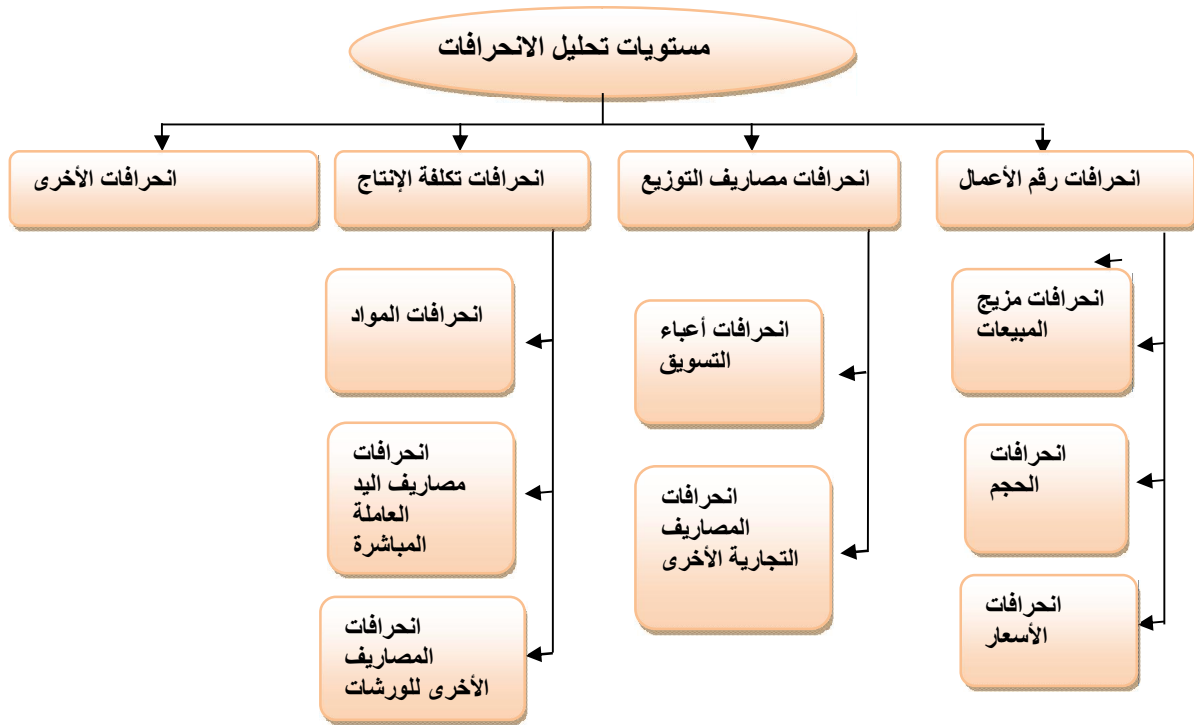 مستويات تحليل الانحرافات
انحرافات رقم الأعمال
انحرافات مصاريف التوزيع
انحرافات تكلفة الإنتاج
انحرافات الأخرى
انحرافات مزيج
المبيعات
انحرافات
الحجم
انحرافات
الأسعار
انحرافات أعباء
التسويق
انحرافات
المصاريف
التجارية الأخرى
انحرافات المواد
انحرافات
مصاريف اليد
العاملة
المباشرة
انحرافات
المصاريف
الأخرى للورشات